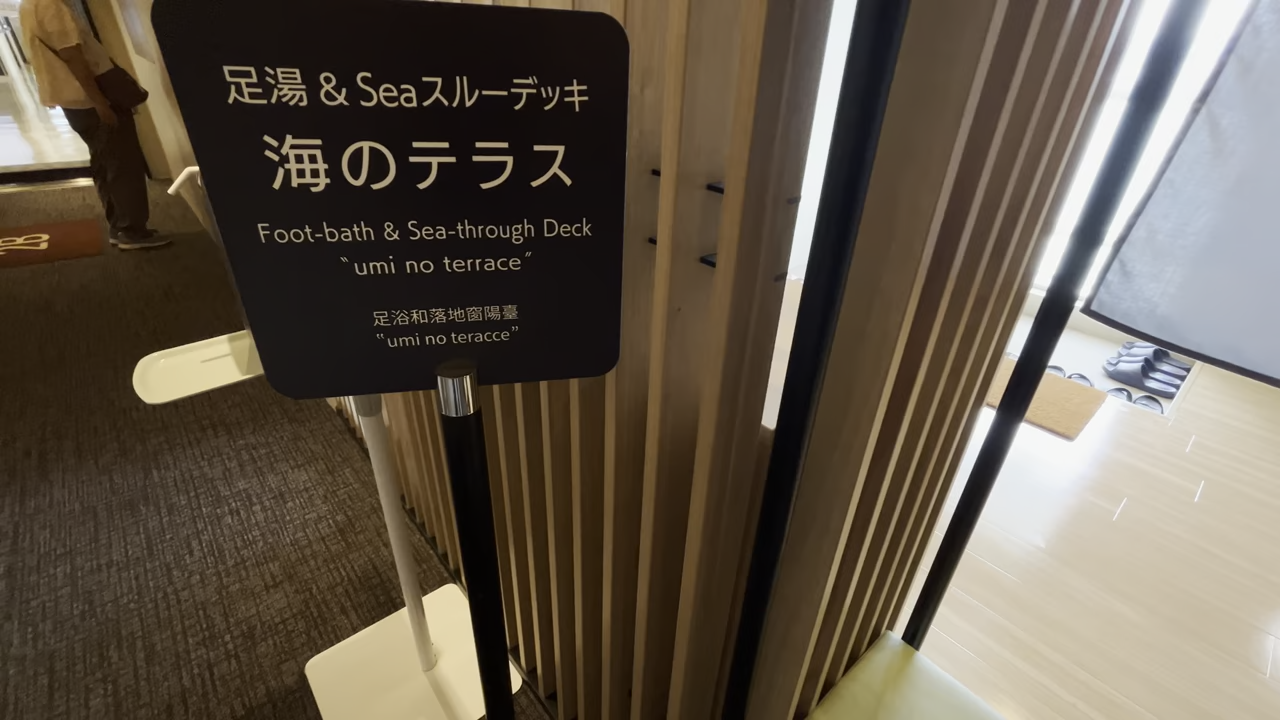 足湯 & Seaスルーデッキ
海のテラス
Foot-bath & Sea-through Deck
“umi no terrace”
足浴和落地窗陽臺
“umi no teracce”